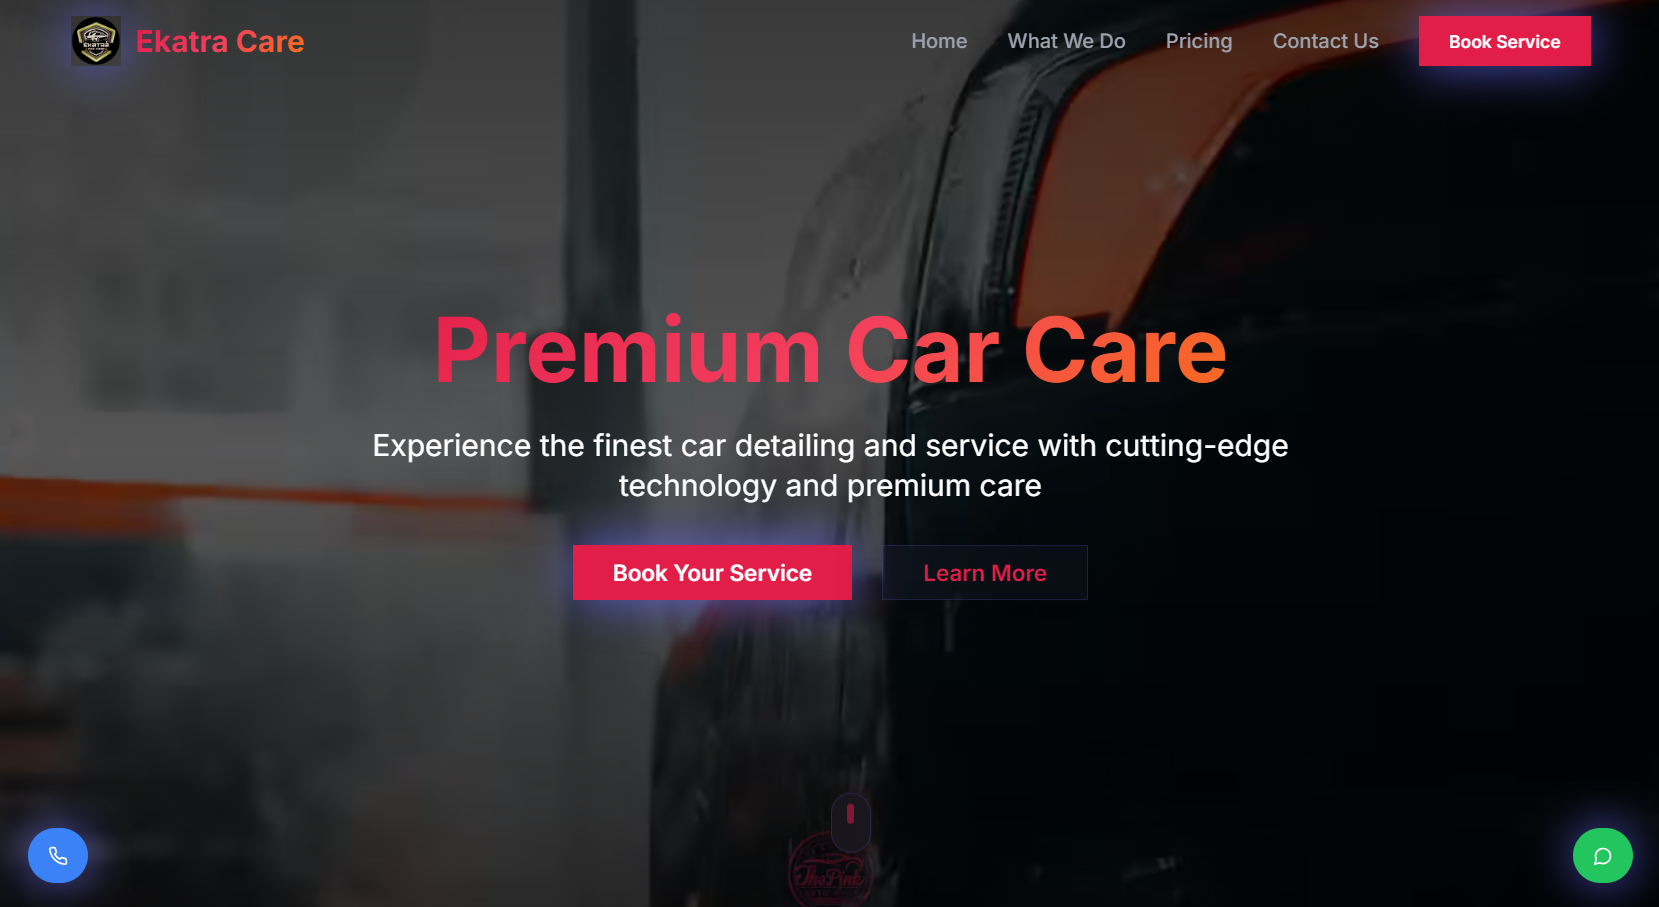 EKATRA
Ekatra Care
Home
What We Do
Pricing
Contact Us
Book Service
Premium Car Care
Experience the finest car detailing and service with cutting-edge
technology and premium care
Book Your Service
Learn More
The Pink